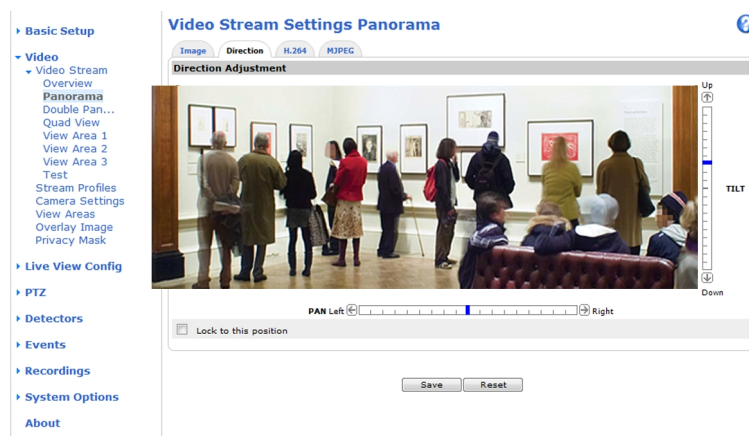 Basic Setup
Video
Video Stream
Overview
Panorama
Double Pan...
Quad View
View Area 1
View Area 2
View Area 3
Test
Stream Profiles
Camera Settings
View Areas
Overlay Image
Privacy Mask
Live View Config
PTZ
Detectors
Events
Recordings
System Options
About
Video Stream Settings Panorama
?
Image Direction H.264 MJPEG
Direction Adjustment
Up
TILT
Down
PAN Left Right
Lock to this position
Save Reset